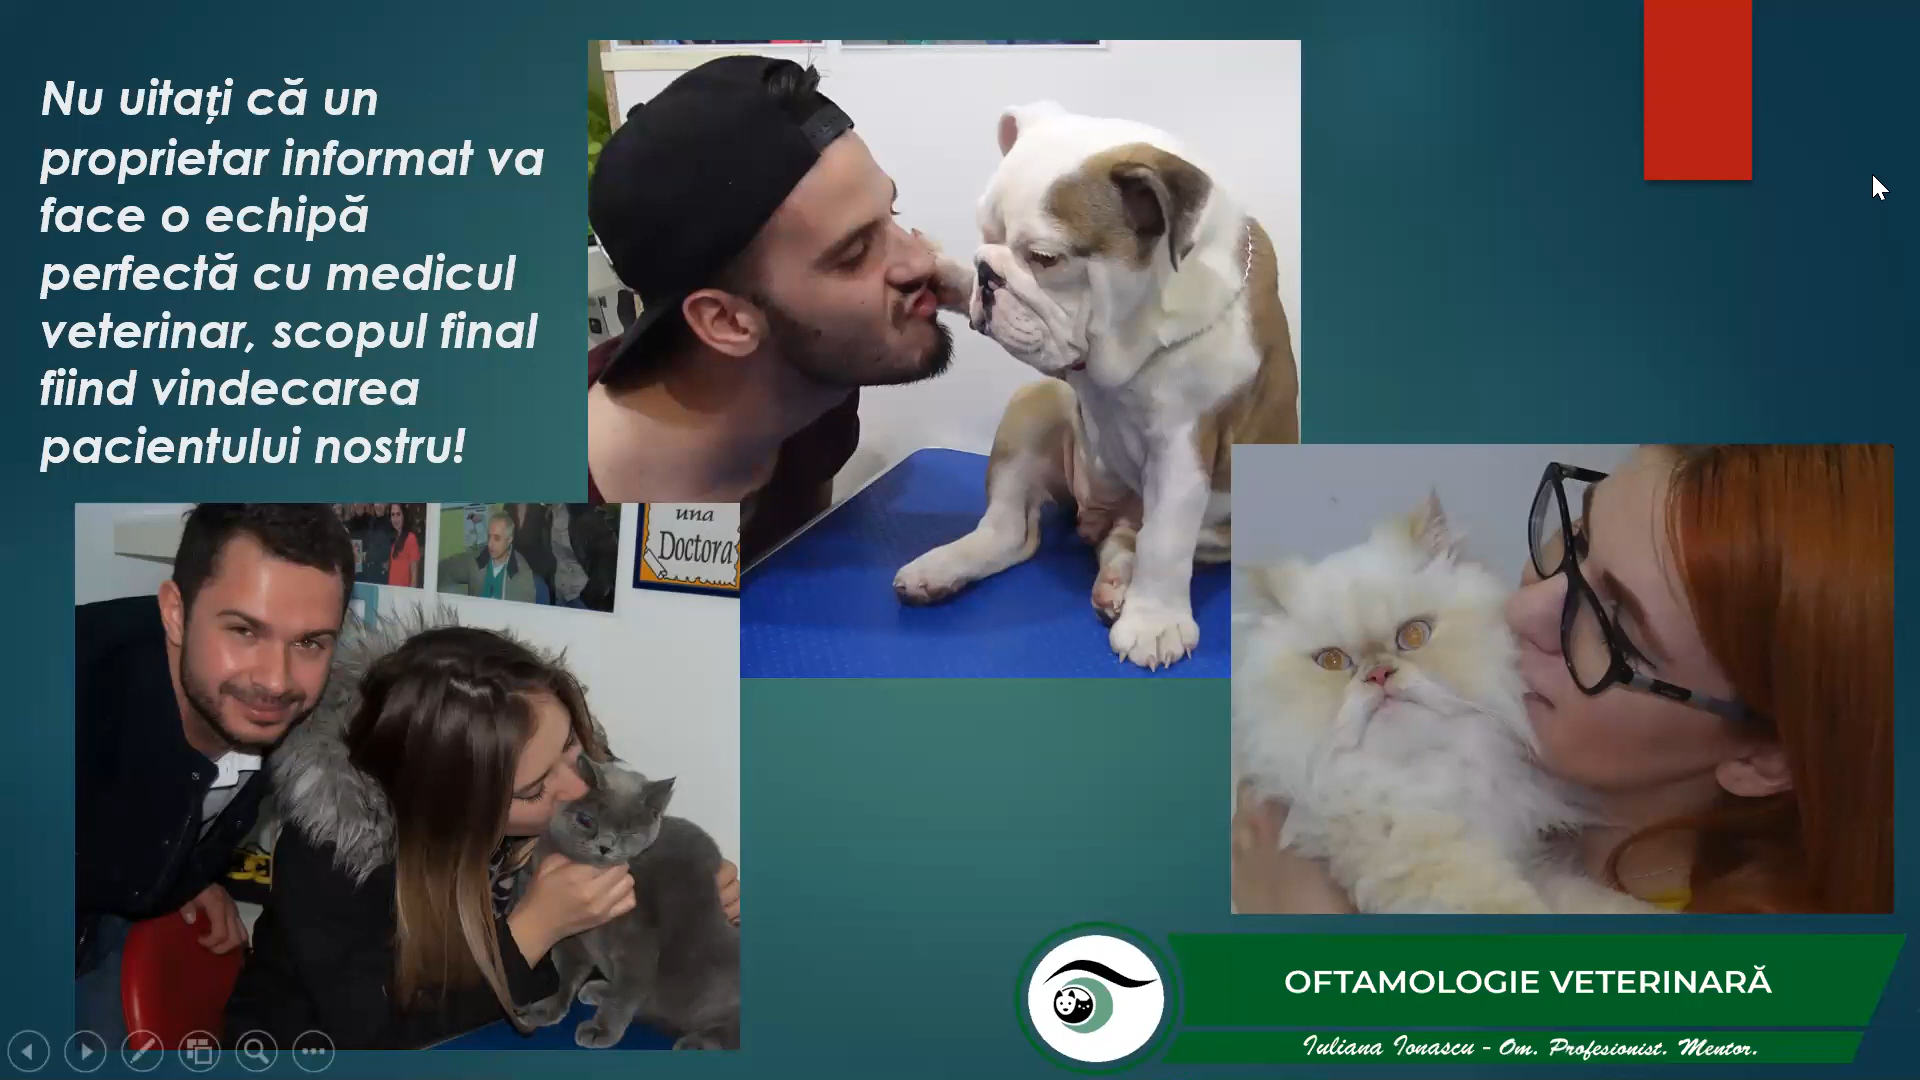 Nu uitați că un
proprietar informat va
face o echipă
perfectă cu medicul
veterinar, scopul final
fiind vindecarea
pacientului nostru!
una
Doctora
OFTAMOLOGIE VETERINARĂ
Iuliana Ionascu - Om. Profesionist. Mentor.